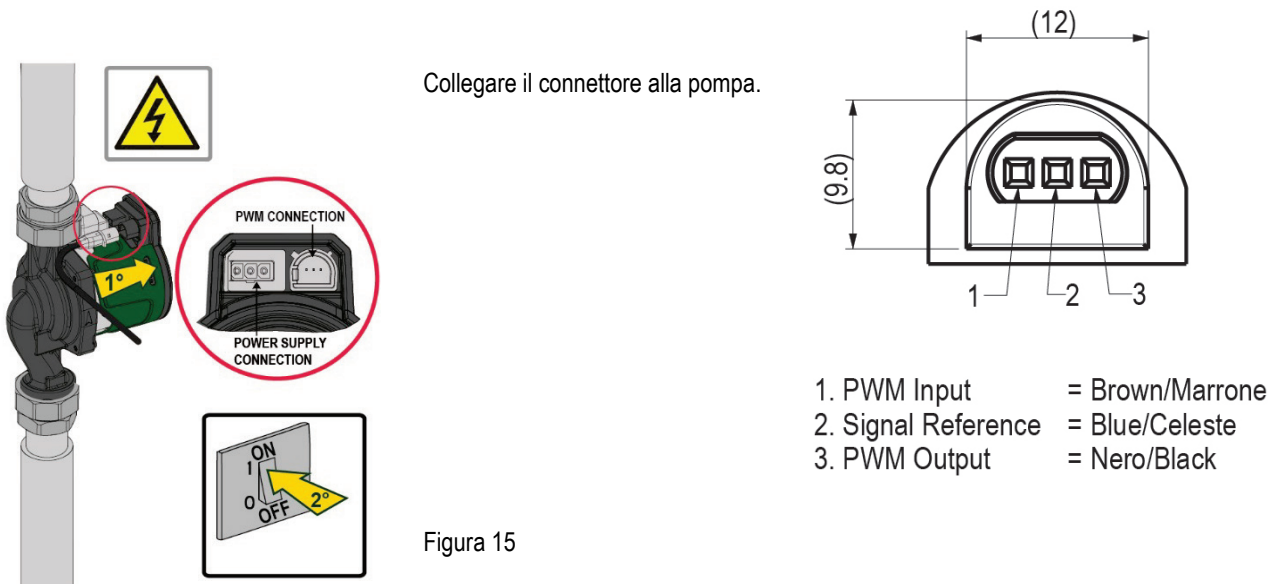 Collegare il connettore alla pompa.
1°
PWM CONNECTION
POWER SUPPLY
CONNECTION
ON
1
0
OFF
2°
Figura 15
(12)
(9.8)
1
2
3
1. PWM Input = Brown/Marrone
2. Signal Reference = Blue/Celeste
3. PWM Output = Nero/Black